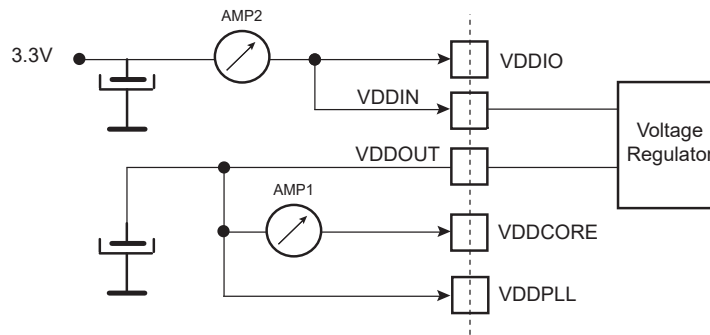 AMP2
3.3V
VDDIO
VDDIN
Voltage
Regulator
VDDOUT
AMP1
VDDCORE
VDDPLL